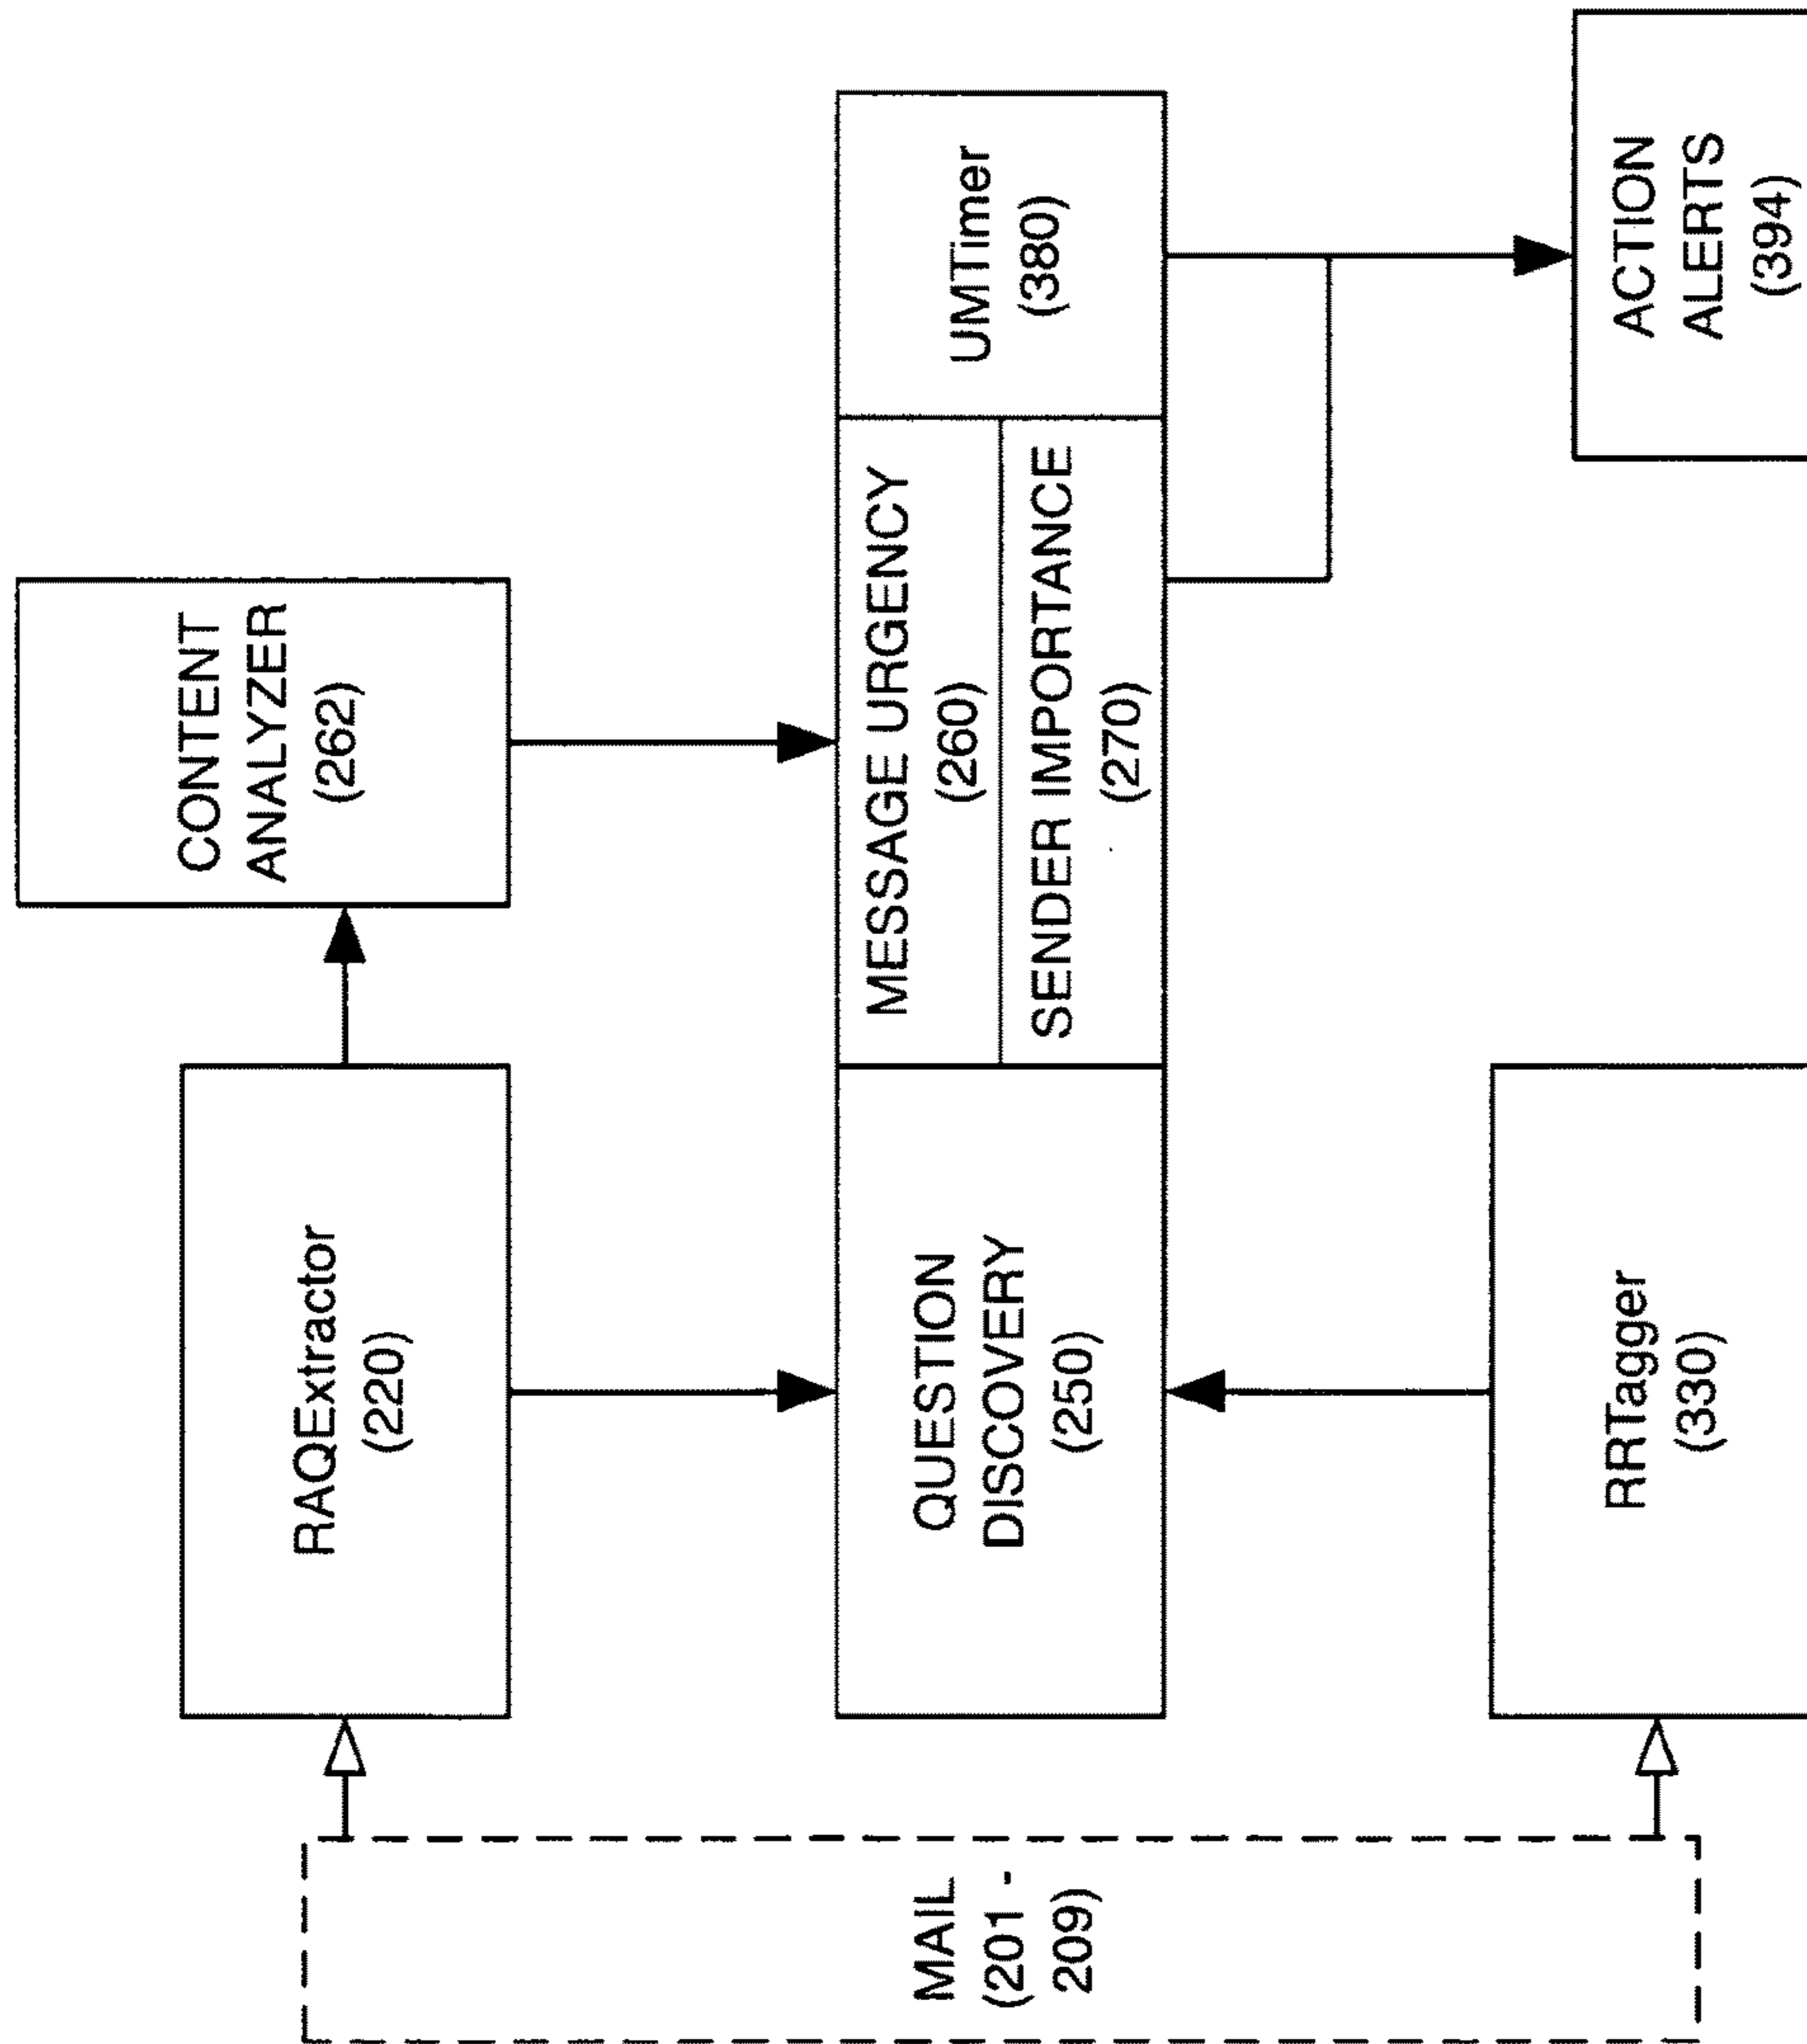 MAIL
(201 -
209)
RAQExtractor
(220)
CONTENT
ANALYZER
(262)
QUESTION
DISCOVERY
(250)
MESSAGE URGENCY
(260)
SENDER IMPORTANCE
(270)
UMTimer
(380)
RRTagger
(330)
ACTION
ALERTS
(394)